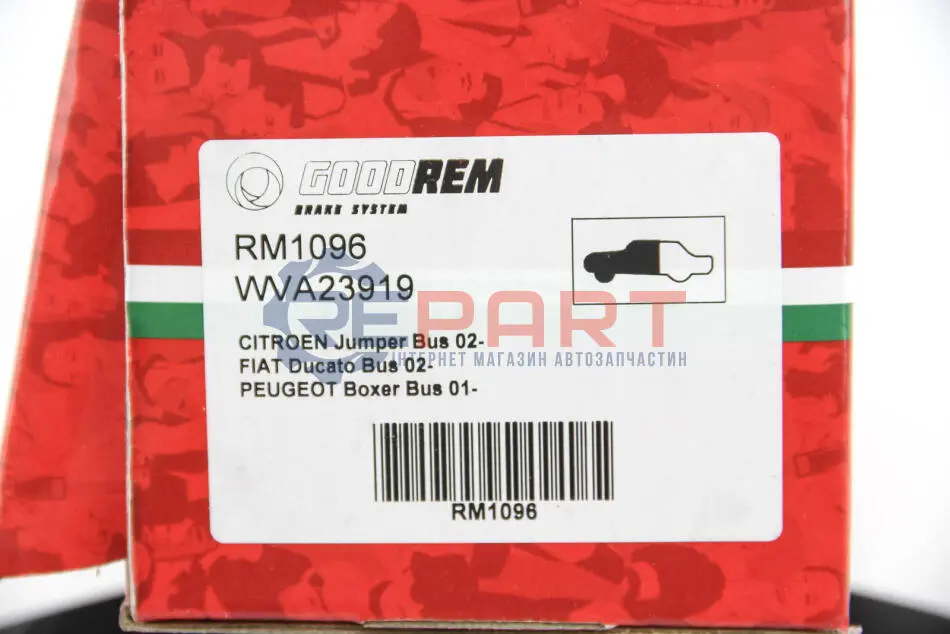 GOODREM
BRAKE SYSTEM
RM1096
WVA23919
REPART
ІНТЕРНЕТ МАГАЗИН АВТОЗАПЧАСТИН
CITROEN Jumper Bus 02-
FIAT Ducato Bus 02-
PEUGEOT Boxer Bus 01-
RM1096